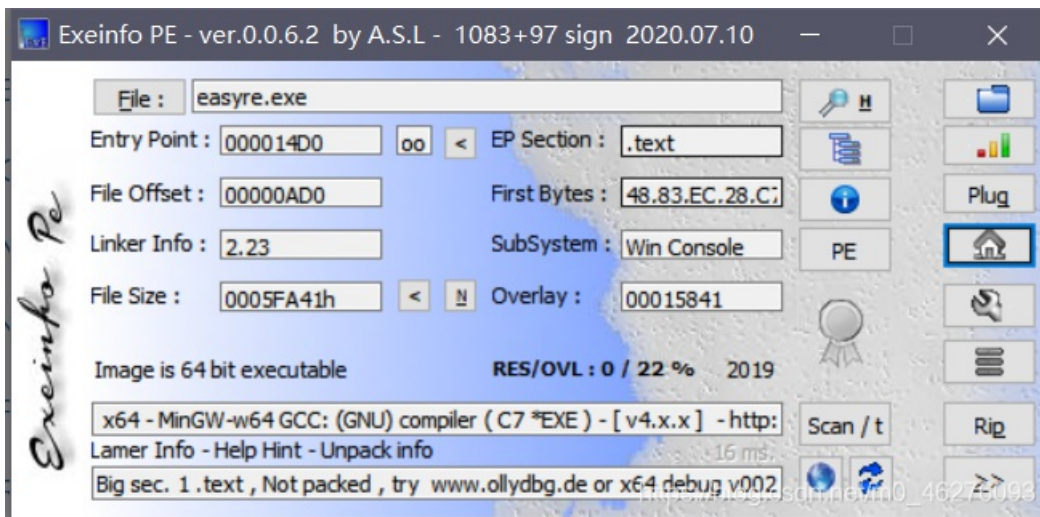 Exeinfo PE - ver.0.0.6.2 by A.S.L - 1083+97 sign 2020.07.10
File : easyre.exe H
Entry Point : 000014D0 oo < EP Section : .text
File Offset : 00000AD0 First Bytes : 48.83.EC.28.C7 Plug
Linker Info : 2.23 SubSystem : Win Console PE
File Size : 0005FA41h < N Overlay : 00015841
Image is 64 bit executable RES/OVL : 0 / 22 % 2019
x64 - MinGW-w64 GCC: (GNU) compiler ( C7 *EXE ) - [ v4.x.x ] - http: Scan / t Rip
Lamer Info - Help Hint - Unpack info 16 ms.
Big sec. 1 .text , Not packed , try www.ollydbg.de or x64 debug v002 >>
Exeinfo Pe